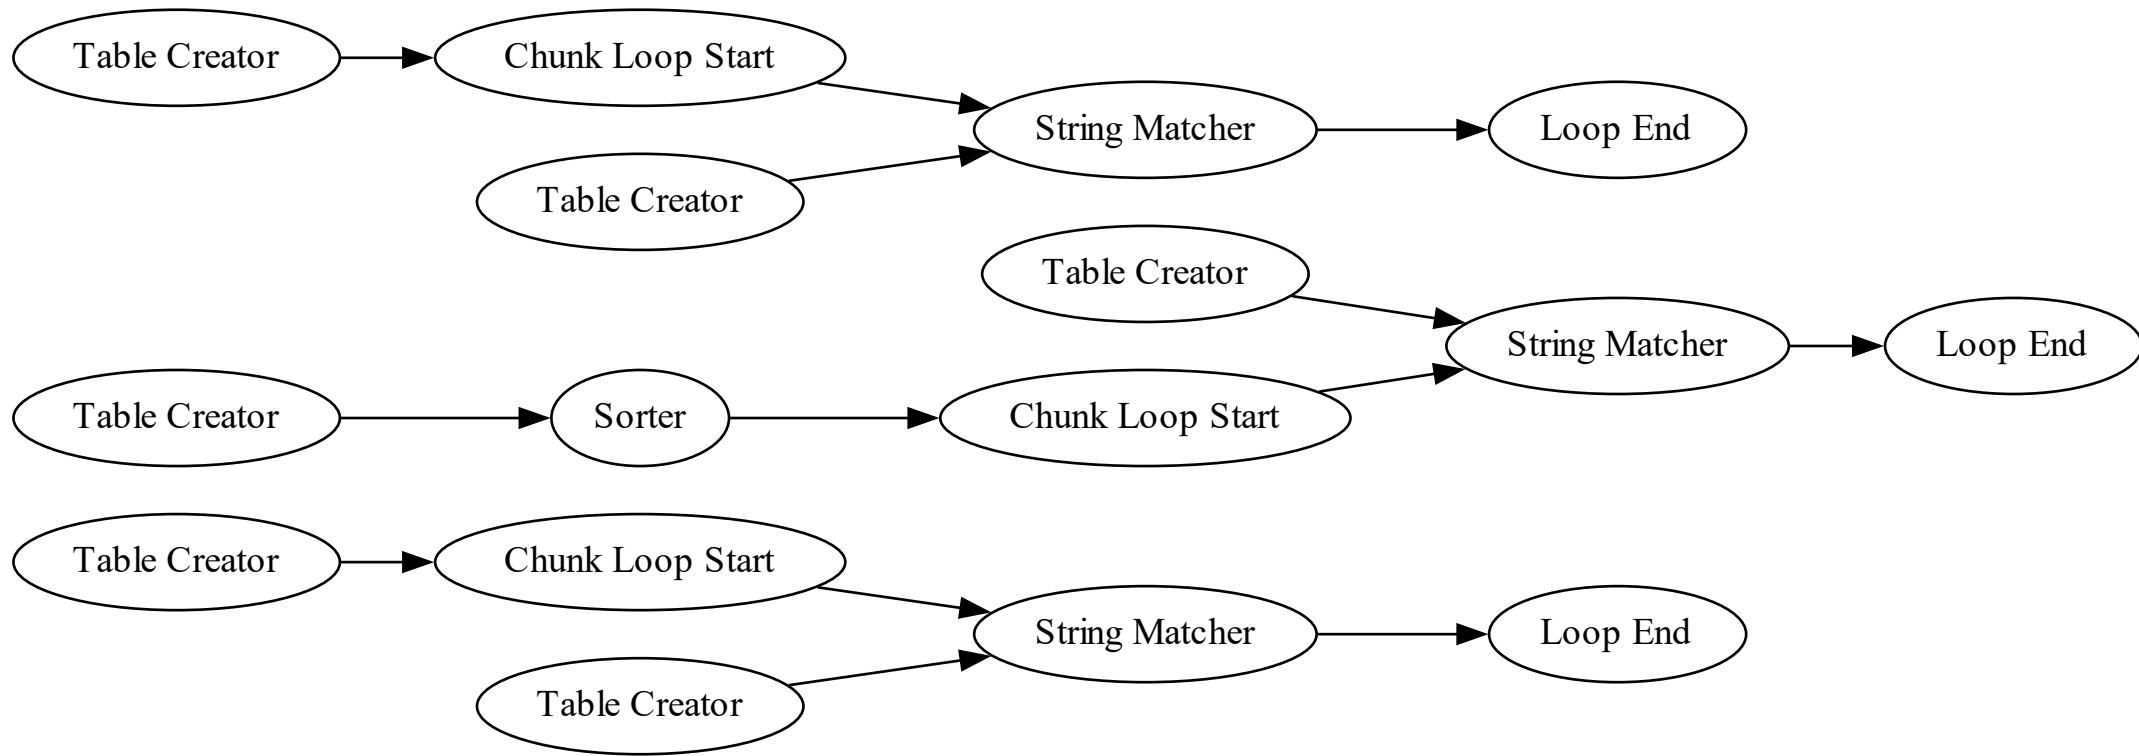 Table Creator
Chunk Loop Start
String Matcher
Loop End
Table Creator
Table Creator
String Matcher
Loop End
Table Creator
Sorter
Chunk Loop Start
Table Creator
Chunk Loop Start
String Matcher
Loop End
Table Creator